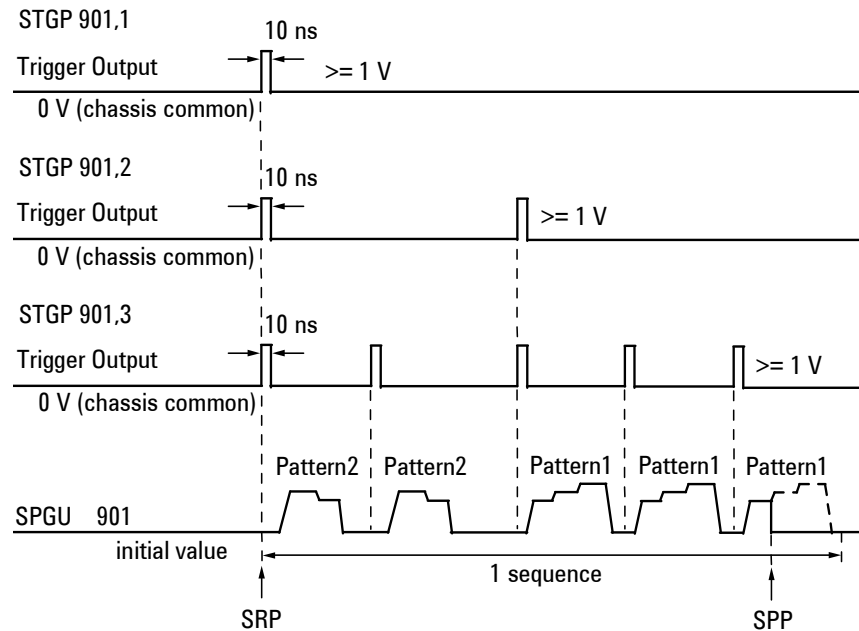 STGP 901,1
10 ns
Trigger Output
>= 1 V
0 V (chassis common)
STGP 901,2
10 ns
Trigger Output
>= 1 V
0 V (chassis common)
STGP 901,3
10 ns
Trigger Output
>= 1 V
0 V (chassis common)
Pattern2 Pattern2 Pattern1 Pattern1 Pattern1
SPGU 901
initial value
1 sequence
SRP SPP